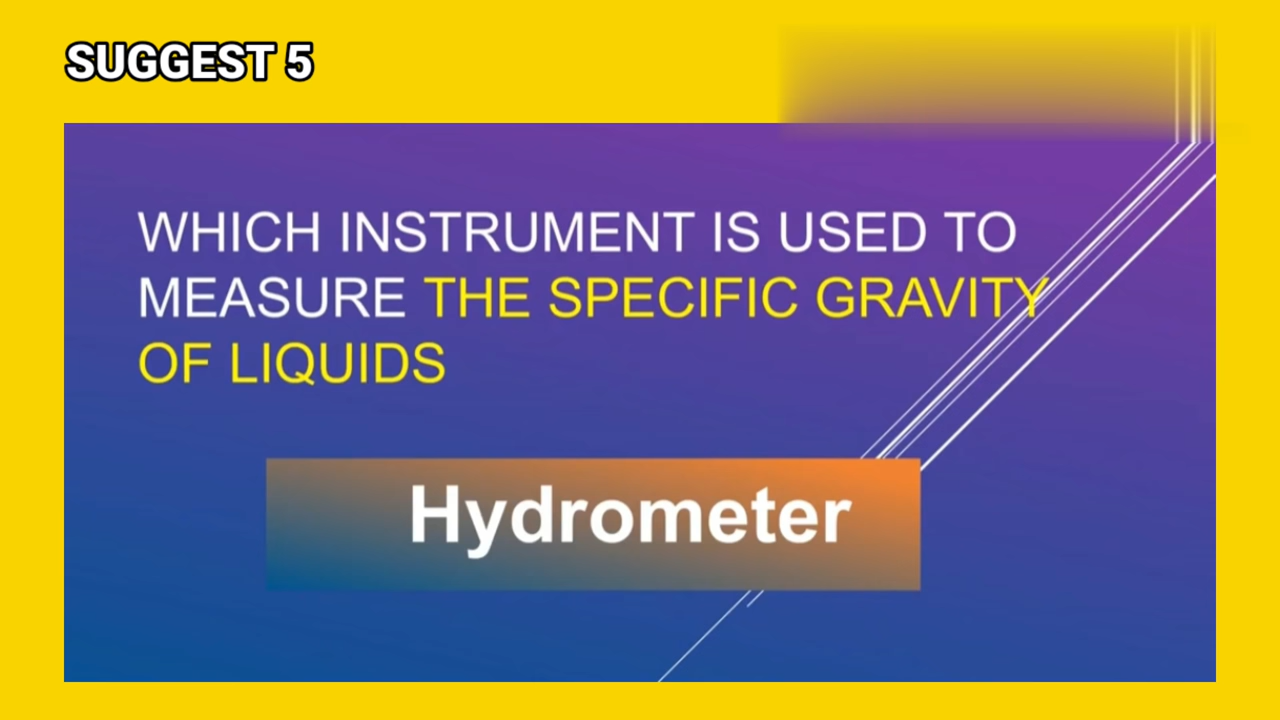 SUGGEST 5
WHICH INSTRUMENT IS USED TO
MEASURE THE SPECIFIC GRAVITY
OF LIQUIDS
Hydrometer